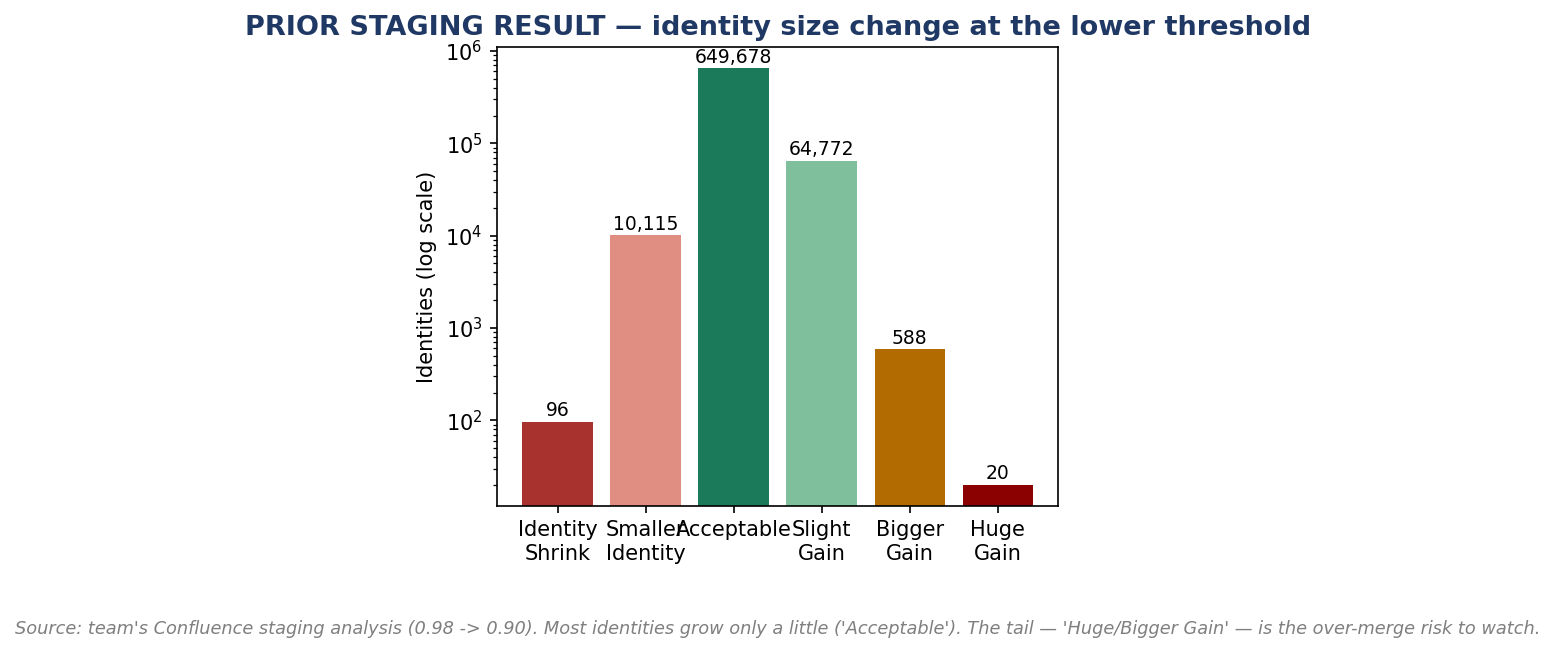 PRIOR STAGING RESULT — identity size change at the lower threshold
10⁶
10⁵
10⁴
10³
10²
Identities (log scale)
96
10,115
649,678
64,772
588
20
Identity Shrink
Smaller Identity
Acceptable
Slight Gain
Bigger Gain
Huge Gain
Source: team's Confluence staging analysis (0.98 -> 0.90). Most identities grow only a little ('Acceptable'). The tail — 'Huge/Bigger Gain' — is the over-merge risk to watch.